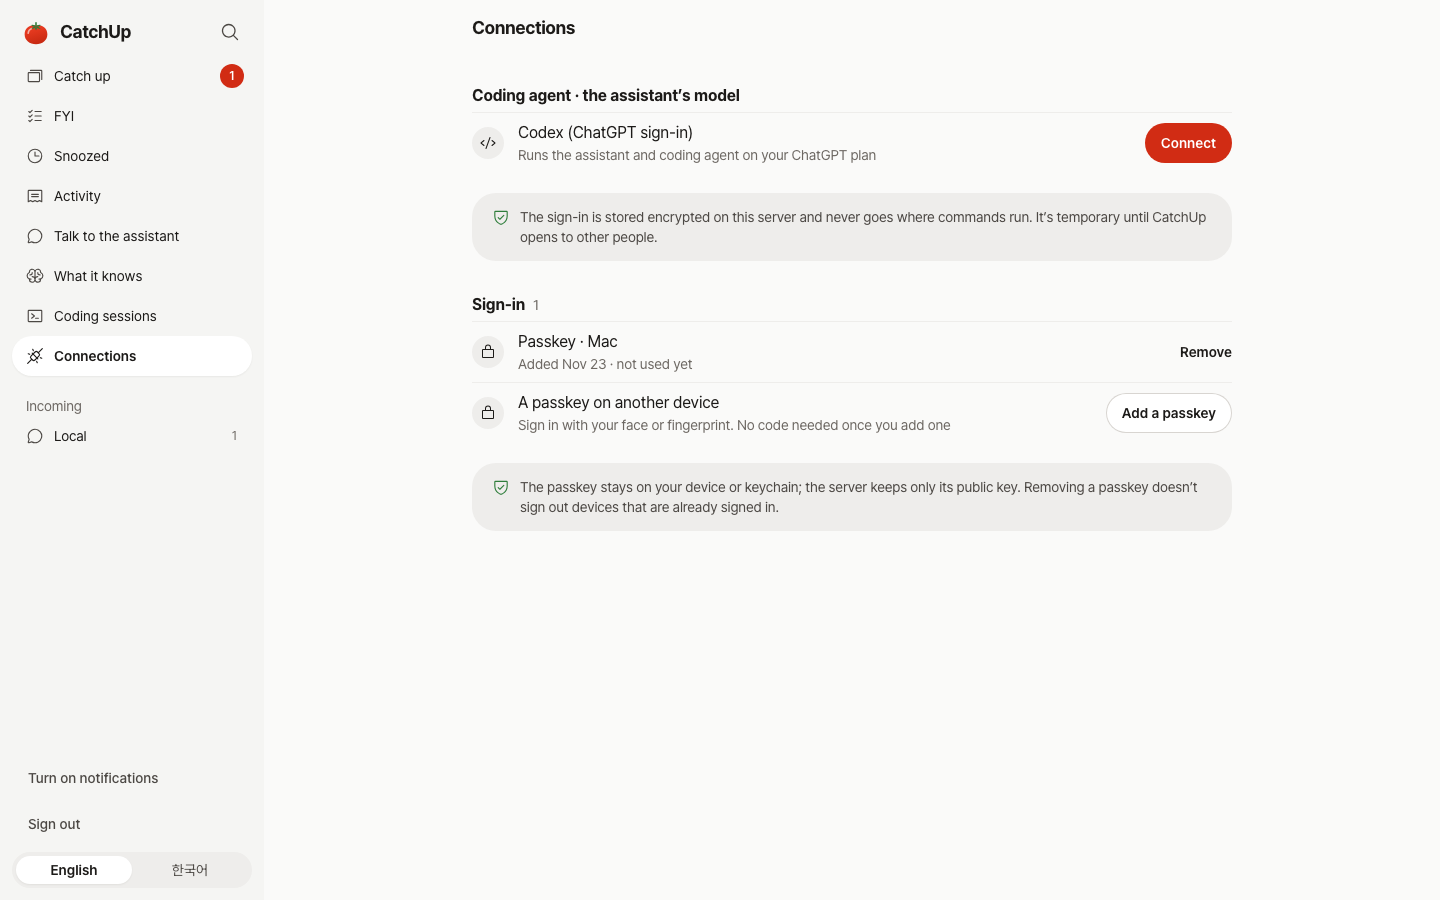 CatchUp
Catch up
1
FYI
Snoozed
Activity
Talk to the assistant
What it knows
Coding sessions
Connections
Incoming
Local
1
Turn on notifications
Sign out
English
한국어
Connections
Coding agent · the assistant’s model
Codex (ChatGPT sign-in)
Runs the assistant and coding agent on your ChatGPT plan
Connect
The sign-in is stored encrypted on this server and never goes where commands run. It’s temporary until CatchUp
opens to other people.
Sign-in 1
Passkey · Mac
Added Nov 23 · not used yet
Remove
A passkey on another device
Sign in with your face or fingerprint. No code needed once you add one
Add a passkey
The passkey stays on your device or keychain; the server keeps only its public key. Removing a passkey doesn’t
sign out devices that are already signed in.